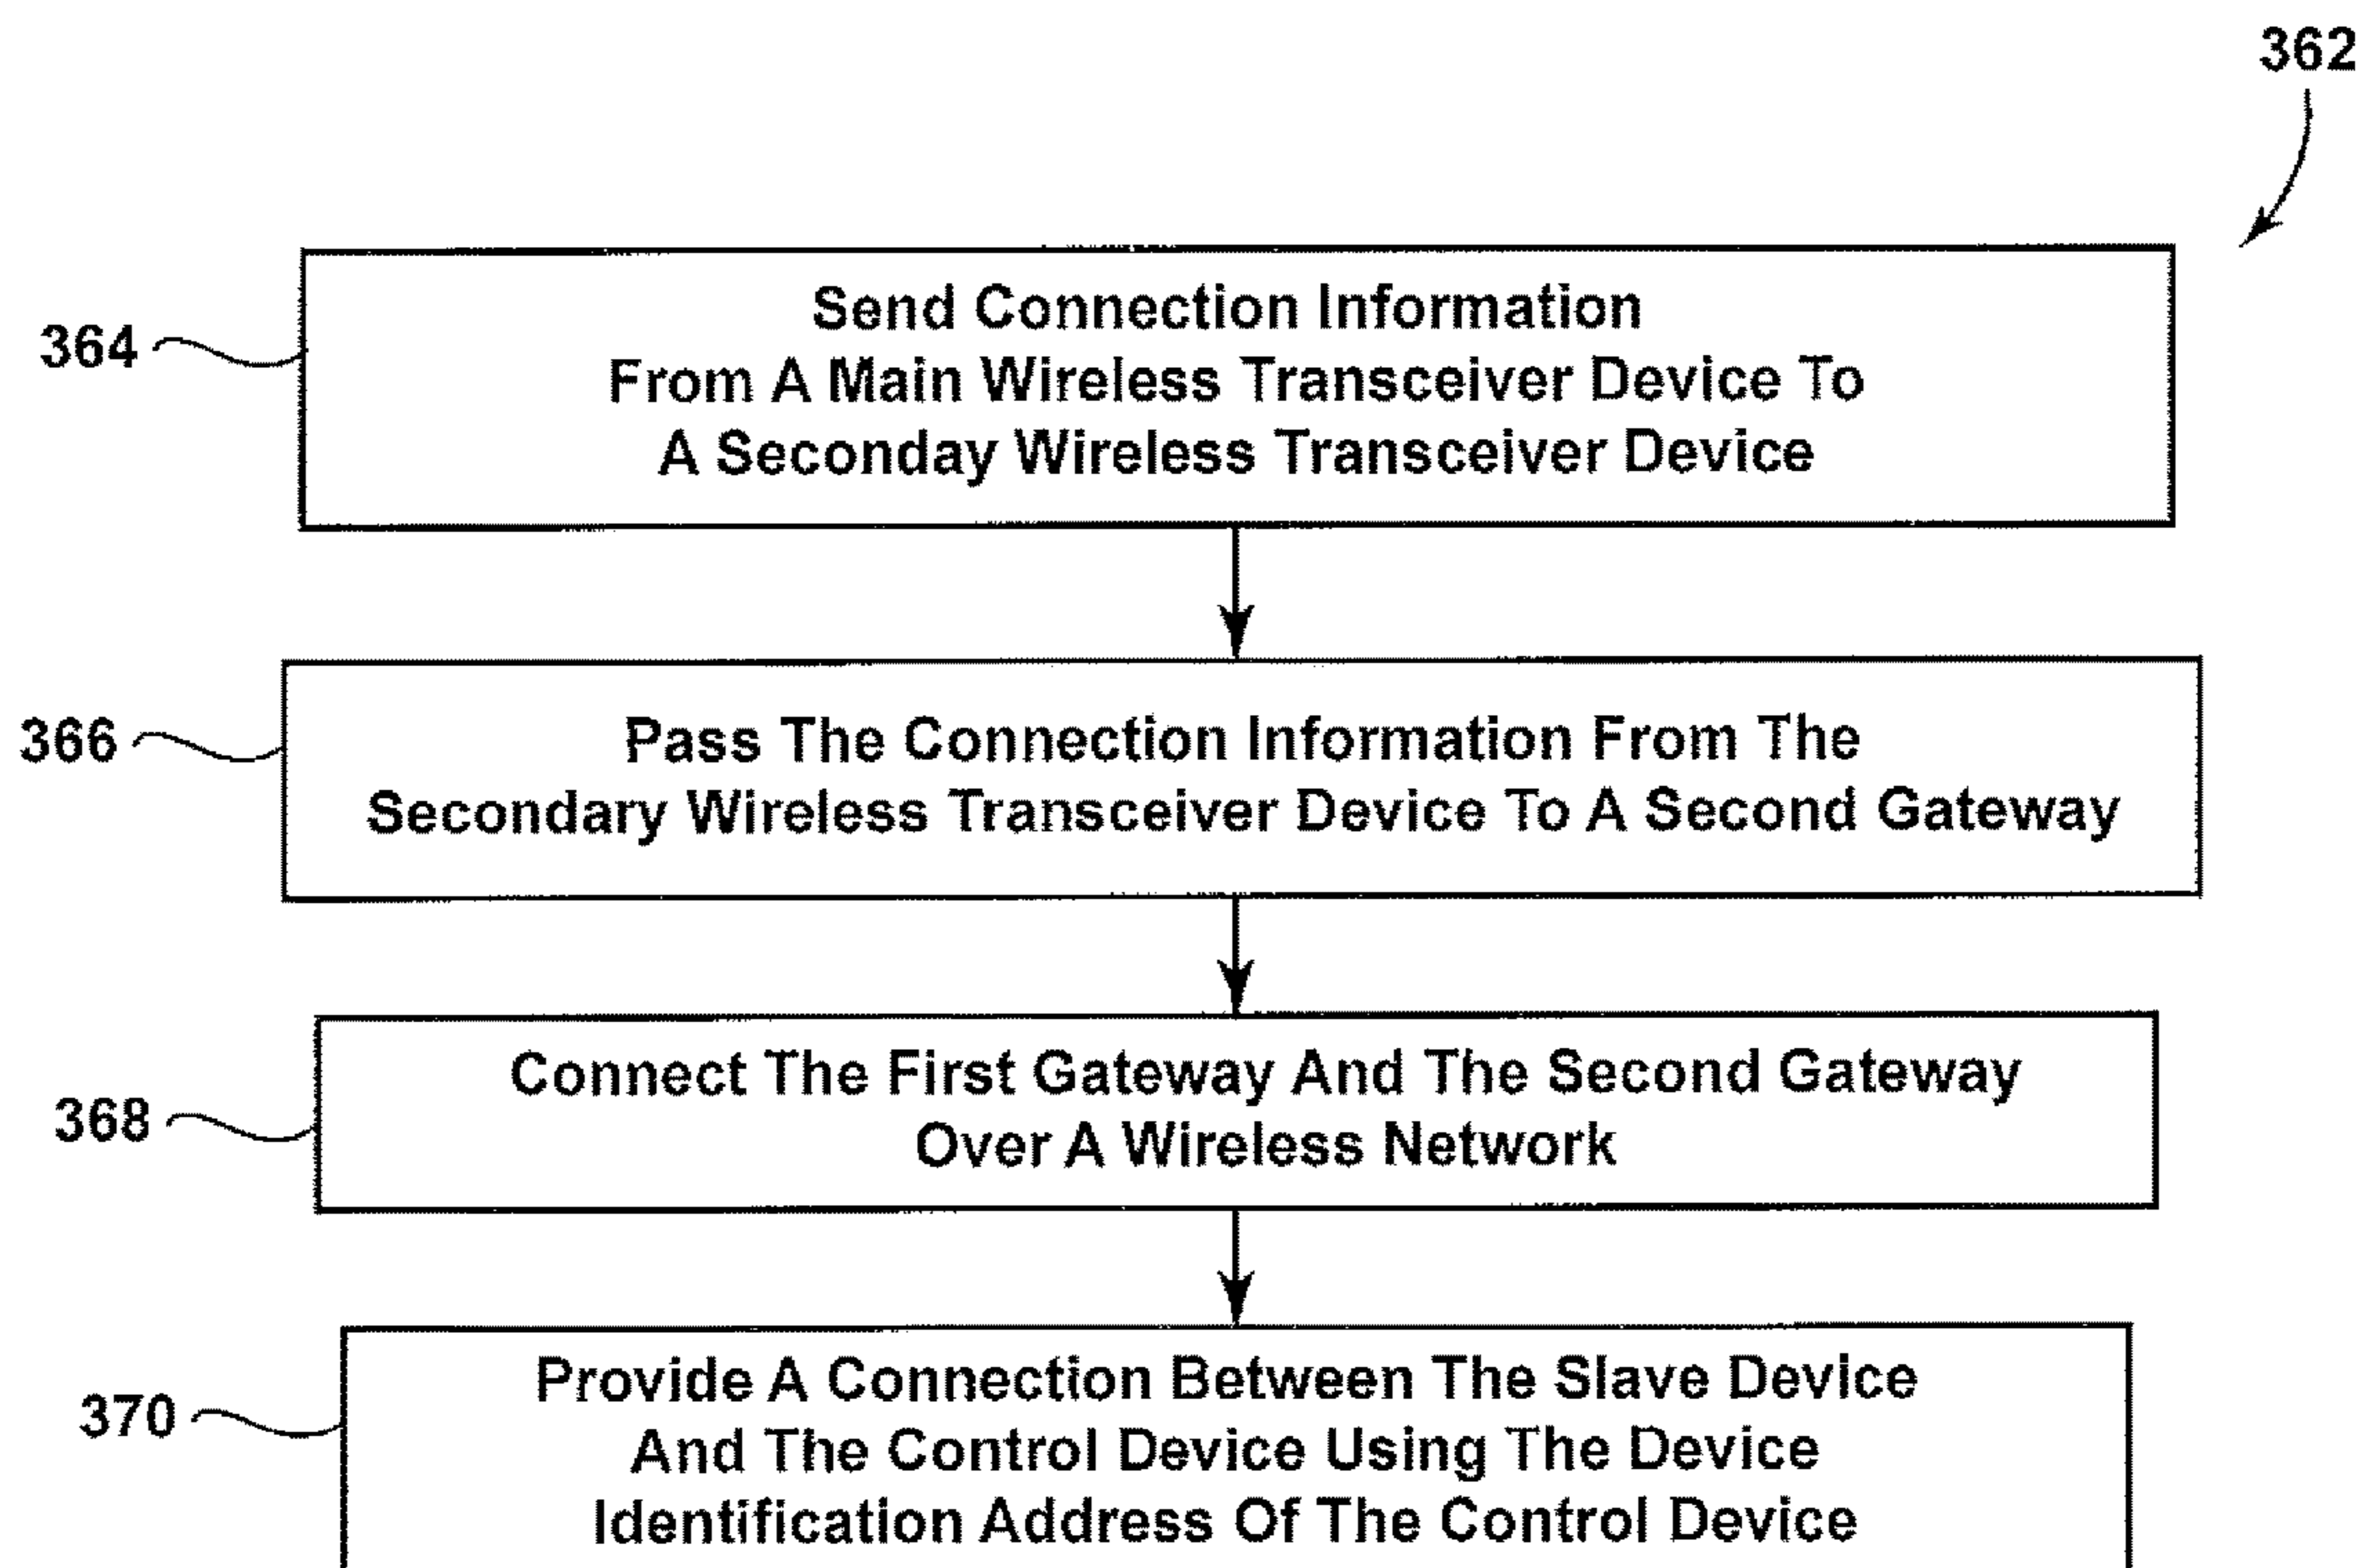 362
364
Send Connection Information
From A Main Wireless Transceiver Device To
A Seconday Wireless Transceiver Device
366
Pass The Connection Information From The
Secondary Wireless Transceiver Device To A Second Gateway
368
Connect The First Gateway And The Second Gateway
Over A Wireless Network
370
Provide A Connection Between The Slave Device
And The Control Device Using The Device
Identification Address Of The Control Device